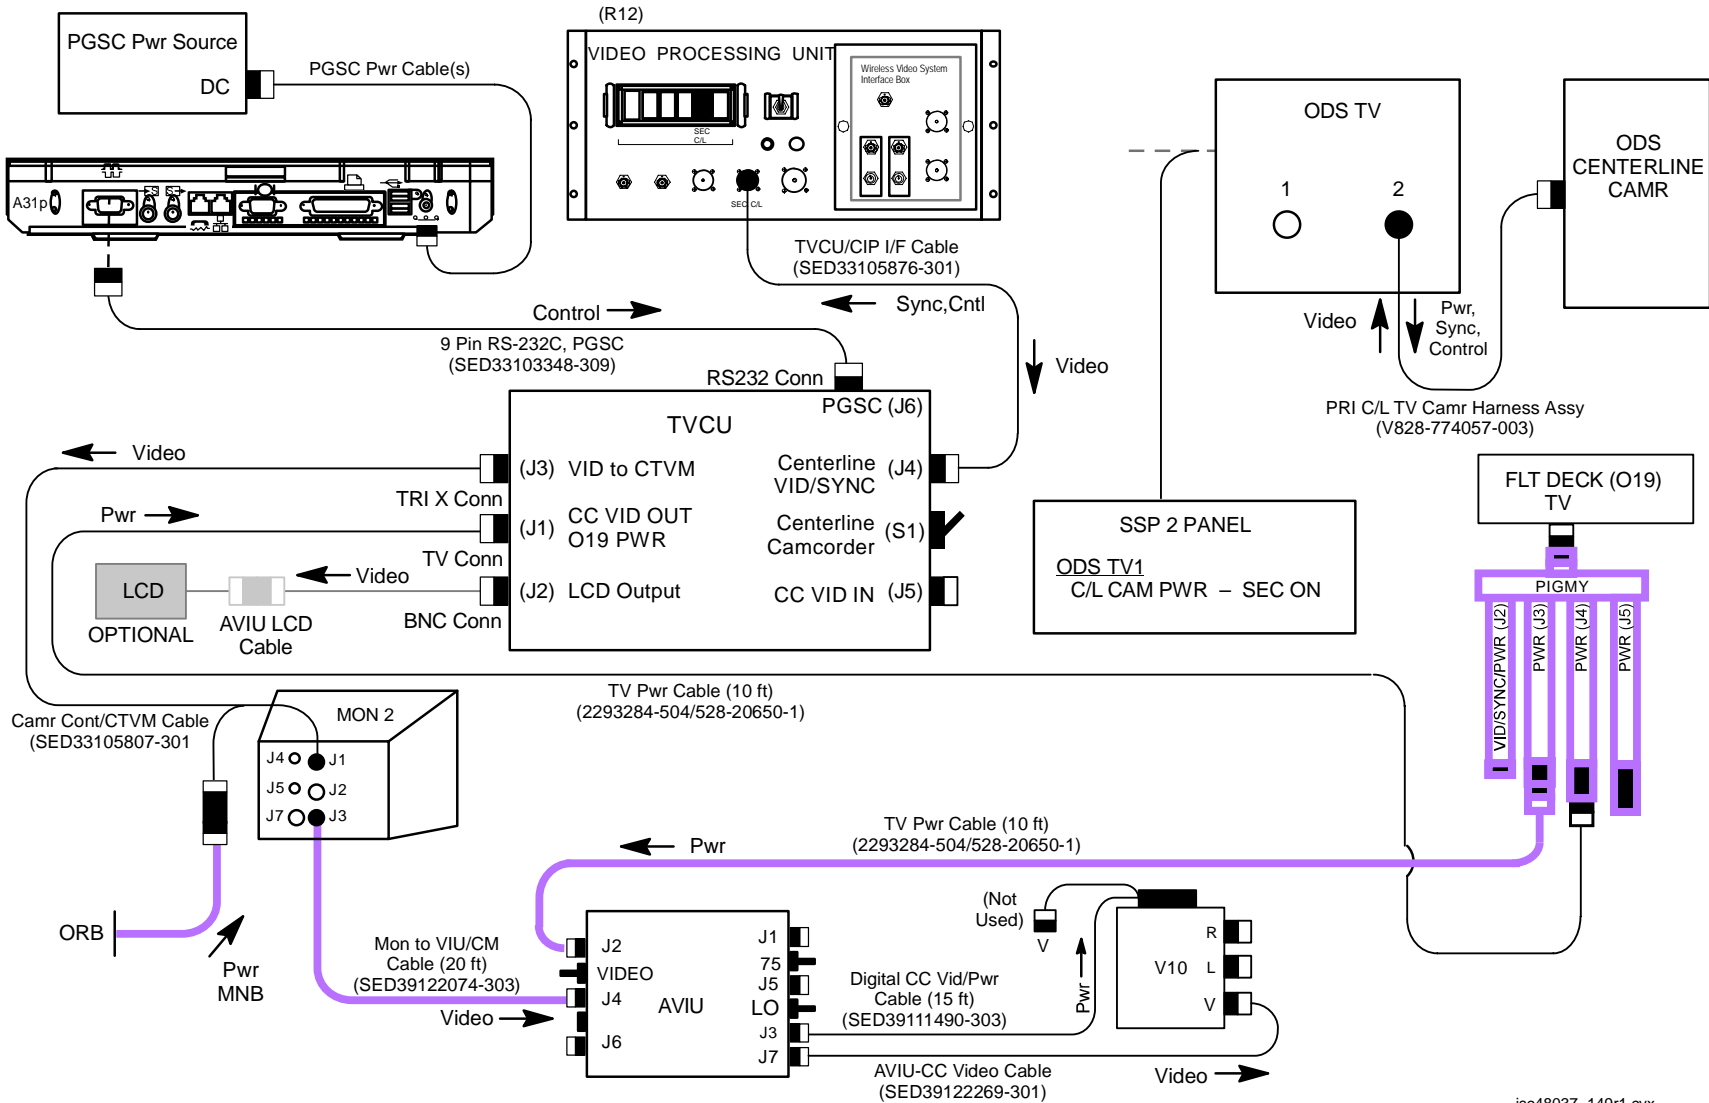 (R12)
PGSC Pwr Source
DC
PGSC Pwr Cable(s)
VIDEO PROCESSING UNIT
Wireless Video System
Interface Box
SEC
C/L
SEC C/L
A31p
ODS TV
1
2
ODS
CENTERLINE
CAMR
TVCU/CIP I/F Cable
(SED33105876-301)
Sync,Cntl
Control
9 Pin RS-232C, PGSC
(SED33103348-309)
RS232 Conn
Video
Video
Pwr,
Sync,
Control
PRI C/L TV Camr Harness Assy
(V828-774057-003)
PGSC (J6)
TVCU
Video
(J3) VID to CTVM
Centerline (J4)
VID/SYNC
TRI X Conn
Pwr
(J1) CC VID OUT
O19 PWR
Centerline (S1)
Camcorder
TV Conn
Video
LCD
(J2) LCD Output
CC VID IN (J5)
BNC Conn
OPTIONAL
AVIU LCD
Cable
SSP 2 PANEL
ODS TV1
C/L CAM PWR – SEC ON
FLT DECK (O19)
TV
PIGMY
VID/SYNC/PWR (J2)
PWR (J3)
PWR (J4)
PWR (J5)
TV Pwr Cable (10 ft)
(2293284-504/528-20650-1)
Camr Cont/CTVM Cable
(SED33105807-301
MON 2
J4
J1
J5
J2
J7
J3
TV Pwr Cable (10 ft)
(2293284-504/528-20650-1)
Pwr
ORB
Pwr
MNB
Mon to VIU/CM
Cable (20 ft)
(SED39122074-303)
Video
J2
VIDEO
J4
J6
AVIU
J1
75
J5
LO
J3
J7
(Not
Used)
V
Pwr
V10
R
L
V
Digital CC Vid/Pwr
Cable (15 ft)
(SED39111490-303)
AVIU-CC Video Cable
(SED39122269-301)
Video